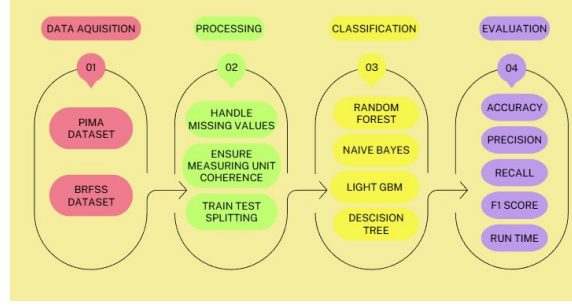 DATA AQUISITION
PROCESSING
CLASSIFICATION
EVALUATION
01
02
03
04
PIMA
DATASET
BRFSS
DATASET
HANDLE
MISSING VALUES
ENSURE
MEASURING UNIT
COHERENCE
TRAIN TEST
SPLITTING
RANDOM
FOREST
NAIVE BAYES
LIGHT GBM
DESCISION
TREE
ACCURACY
PRECISION
RECALL
F1 SCORE
RUN TIME